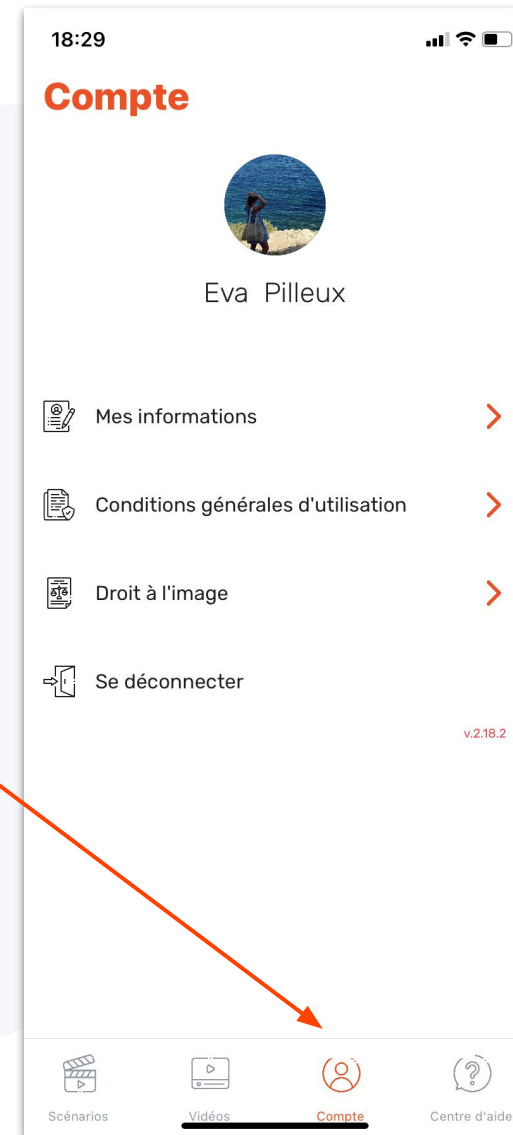 18:29
Compte
Eva Pilleux
Mes informations
Conditions générales d'utilisation
Droit à l'image
Se déconnecter
v.2.18.2
Scénarios
Vidéos
Compte
Centre d'aide